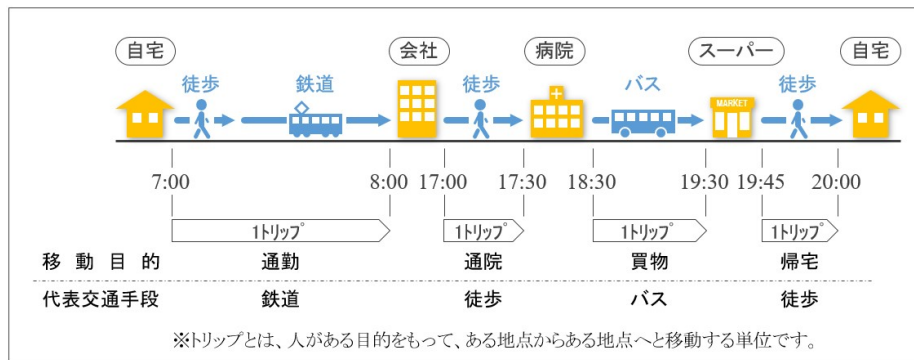 自宅 会社 病院 スーパー 自宅
徒歩 鉄道 徒歩 バス 徒歩
MARKET
7:00 8:00 17:00 17:30 18:30 19:30 19:45 20:00
1トリップ 1トリップ 1トリップ 1トリップ
移動目的 通勤 通院 買物 帰宅
代表交通手段 鉄道 徒歩 バス 徒歩
※トリップとは、人がある目的をもって、ある地点からある地点へと移動する単位です。